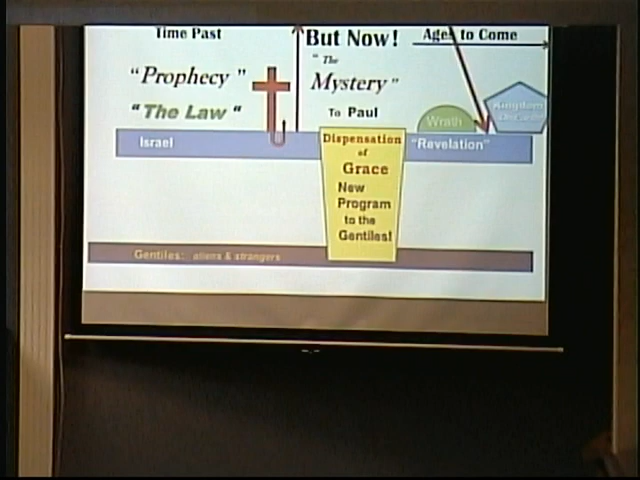 Time Past
But Now!
Ages to Come
"Prophecy"
"The Law"
"The
Mystery"
To Paul
Wrath
Kingdom
Israel
"Revelation"
Dispensation
of
Grace
New
Program
to the
Gentiles!
Gentiles: aliens & strangers